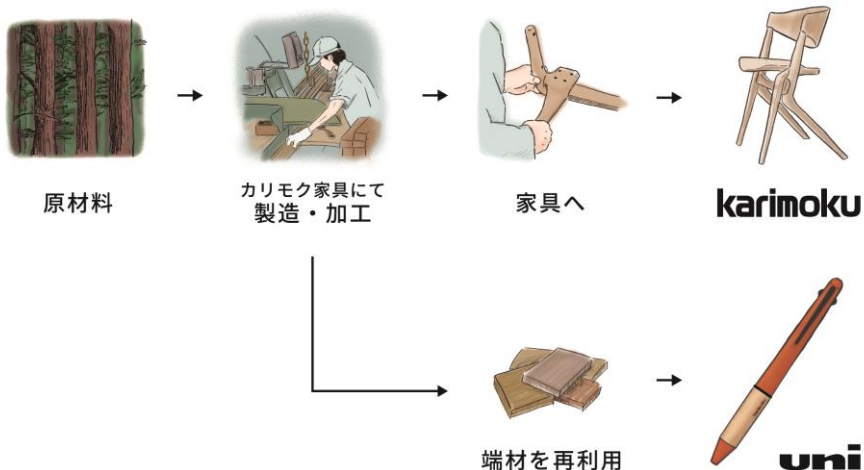 原材料
カリモク家具にて
製造・加工
家具へ
karimoku
端材を再利用
uni